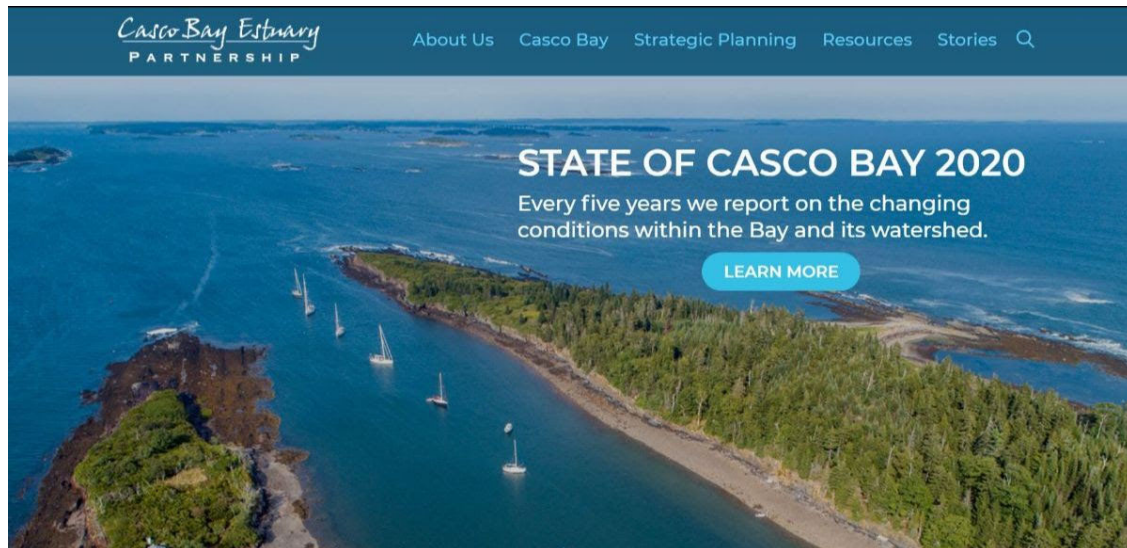 Casco Bay Estuary
PARTNERSHIP
About Us Casco Bay Strategic Planning Resources Stories
STATE OF CASCO BAY 2020
Every five years we report on the changing
conditions within the Bay and its watershed.
LEARN MORE